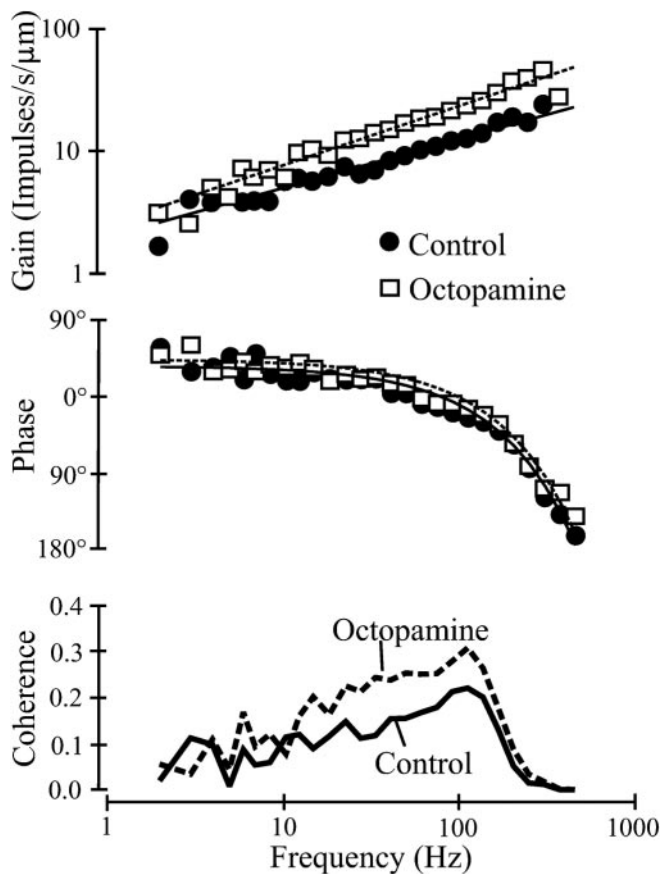 Gain (Impulses/s/μm)
100
10
1
Control
Octopamine
Phase
90°
0°
90°
180°
Coherence
0.4
0.3
0.2
0.1
0.0
Octopamine
Control
1
10
100
1000
Frequency (Hz)